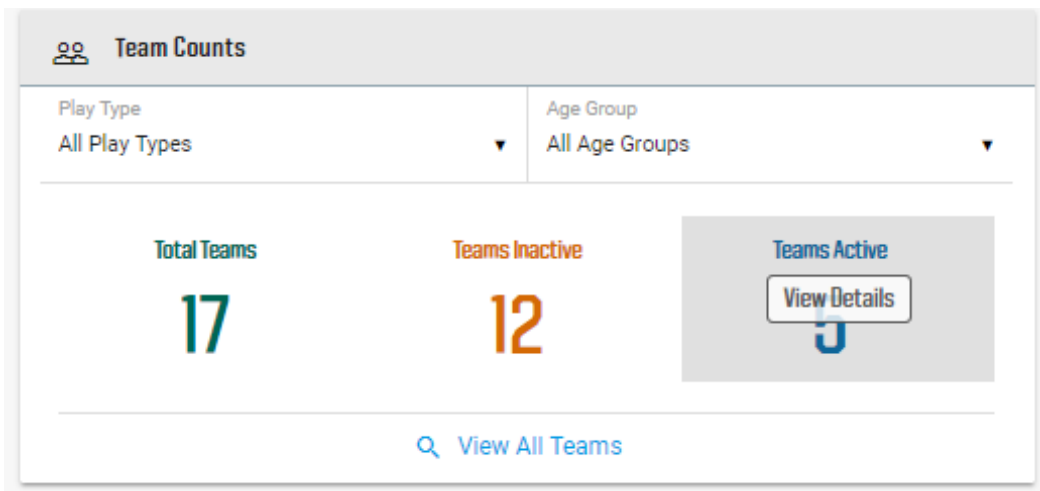 Team Counts
Play Type
All Play Types
Age Group
All Age Groups
Total Teams
17
Teams Inactive
12
Teams Active
View Details
5
View All Teams